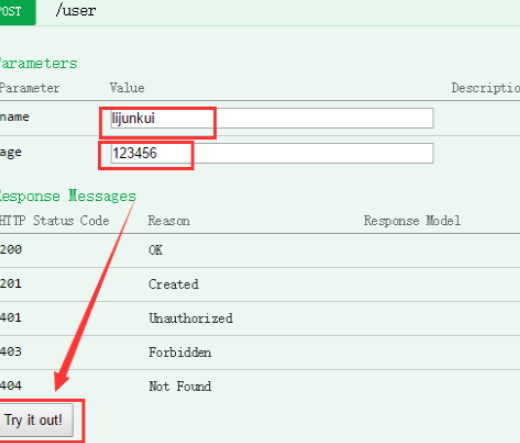 POST /user
Parameters
Parameter Value Descriptio
name lijunkui
age 123456
Response Messages
HTTP Status Code Reason Response Model
200 OK
201 Created
401 Unauthorized
403 Forbidden
404 Not Found
Try it out!